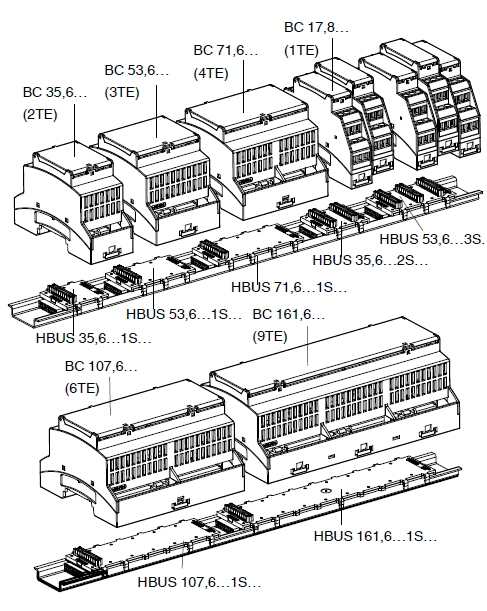 BC 17,8…
(1TE)
BC 71,6…
(4TE)
BC 53,6…
(3TE)
BC 35,6…
(2TE)
HBUS 53,6…3S…
HBUS 35,6…2S…
HBUS 71,6…1S…
HBUS 53,6…1S…
HBUS 35,6…1S…
BC 161,6…
(9TE)
BC 107,6…
(6TE)
HBUS 161,6…1S…
HBUS 107,6…1S…